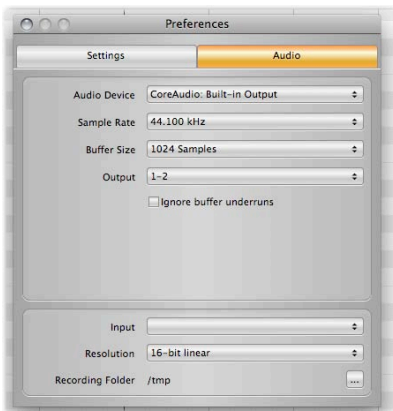 Preferences
Settings Audio
Audio Device CoreAudio: Built-in Output
Sample Rate 44.100 kHz
Buffer Size 1024 Samples
Output 1-2
Ignore buffer underruns
Input
Resolution 16-bit linear
Recording Folder /tmp ...